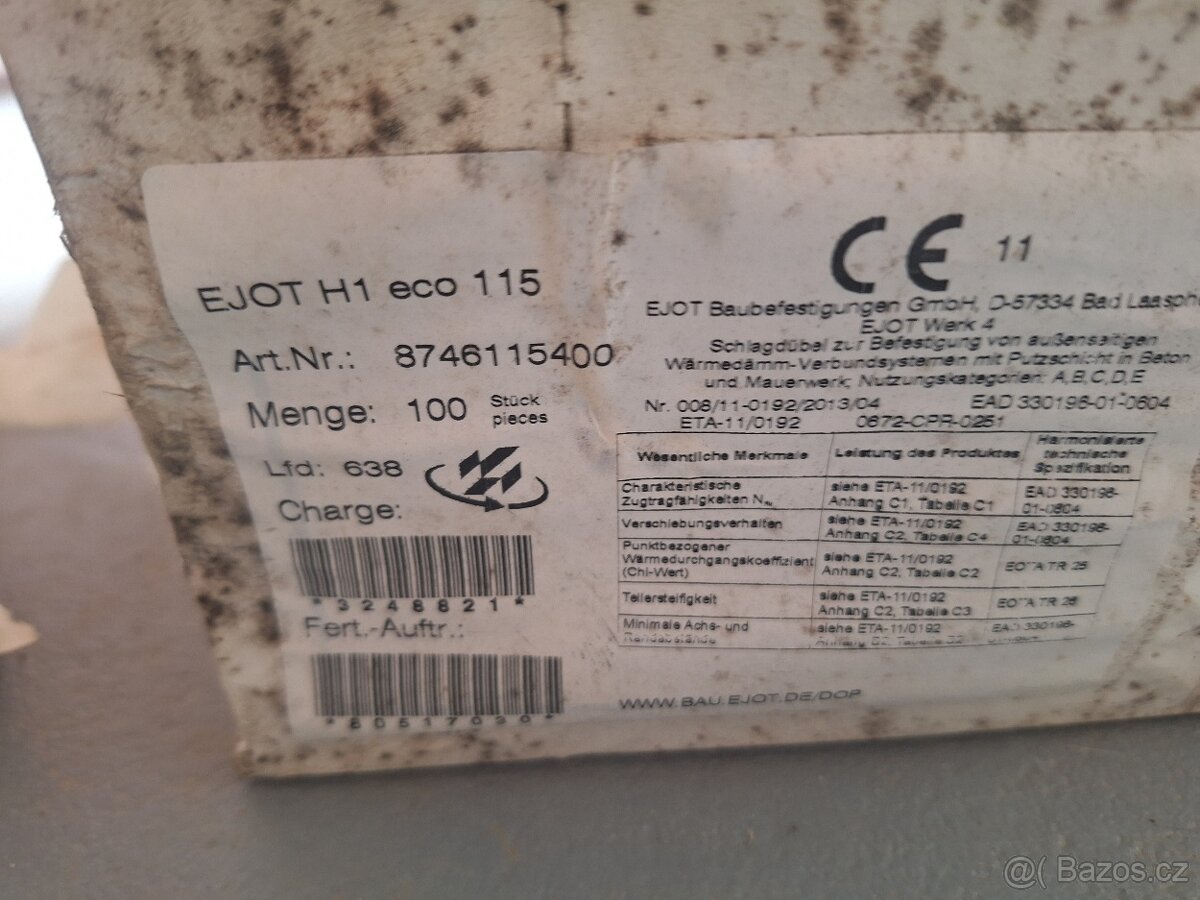 EJOT H1 eco 115
Art.Nr.: 8746115400
Menge: 100 Stück
pieces
Lfd: 638
Charge:
*3248821*
Fert.-Auftr.:
*60517030*
CE 11
EJOT Baubefestigungen GmbH, D-57334 Bad Laasph
EJOT Werk 4
Schlagdübel zur Befestigung von außenseitigen
Wärmedämm-Verbundsystemen mit Putzschicht in Beton
und Mauerwerk, Nutzungskategorien: A,B,C,D,E
Nr. 008/11-0192/2013/04 EAD 330196-01-0604
ETA-11/0192 0672-CPR-0251
Wesentliche Merkmale Leistung des Produktes Harmonisierte
technische
Spezifikation
Charakteristische siehe ETA-11/0192 EAD 330196-
Zugtragfähigkeiten Anhang C1, Tabelle C1 01-0604
Verschiebungsverhalten siehe ETA-11/0192 EAD 330196-
Anhang C2, Tabelle C4 01-0604
Punktbezogener
Wärmedurchgangskoeffizient siehe ETA-11/0192 EOTA TR 25
(Chi-Wert) Anhang C2, Tabelle C2
Tellersteifigkeit siehe ETA-11/0192 EOTA TR 26
Anhang C2, Tabelle C3
Minimale Achs- und siehe ETA-11/0192 EAD 330196-
Randabstände
WWW.BAU.EJOT.DE/DOP
@( Bazos.cz